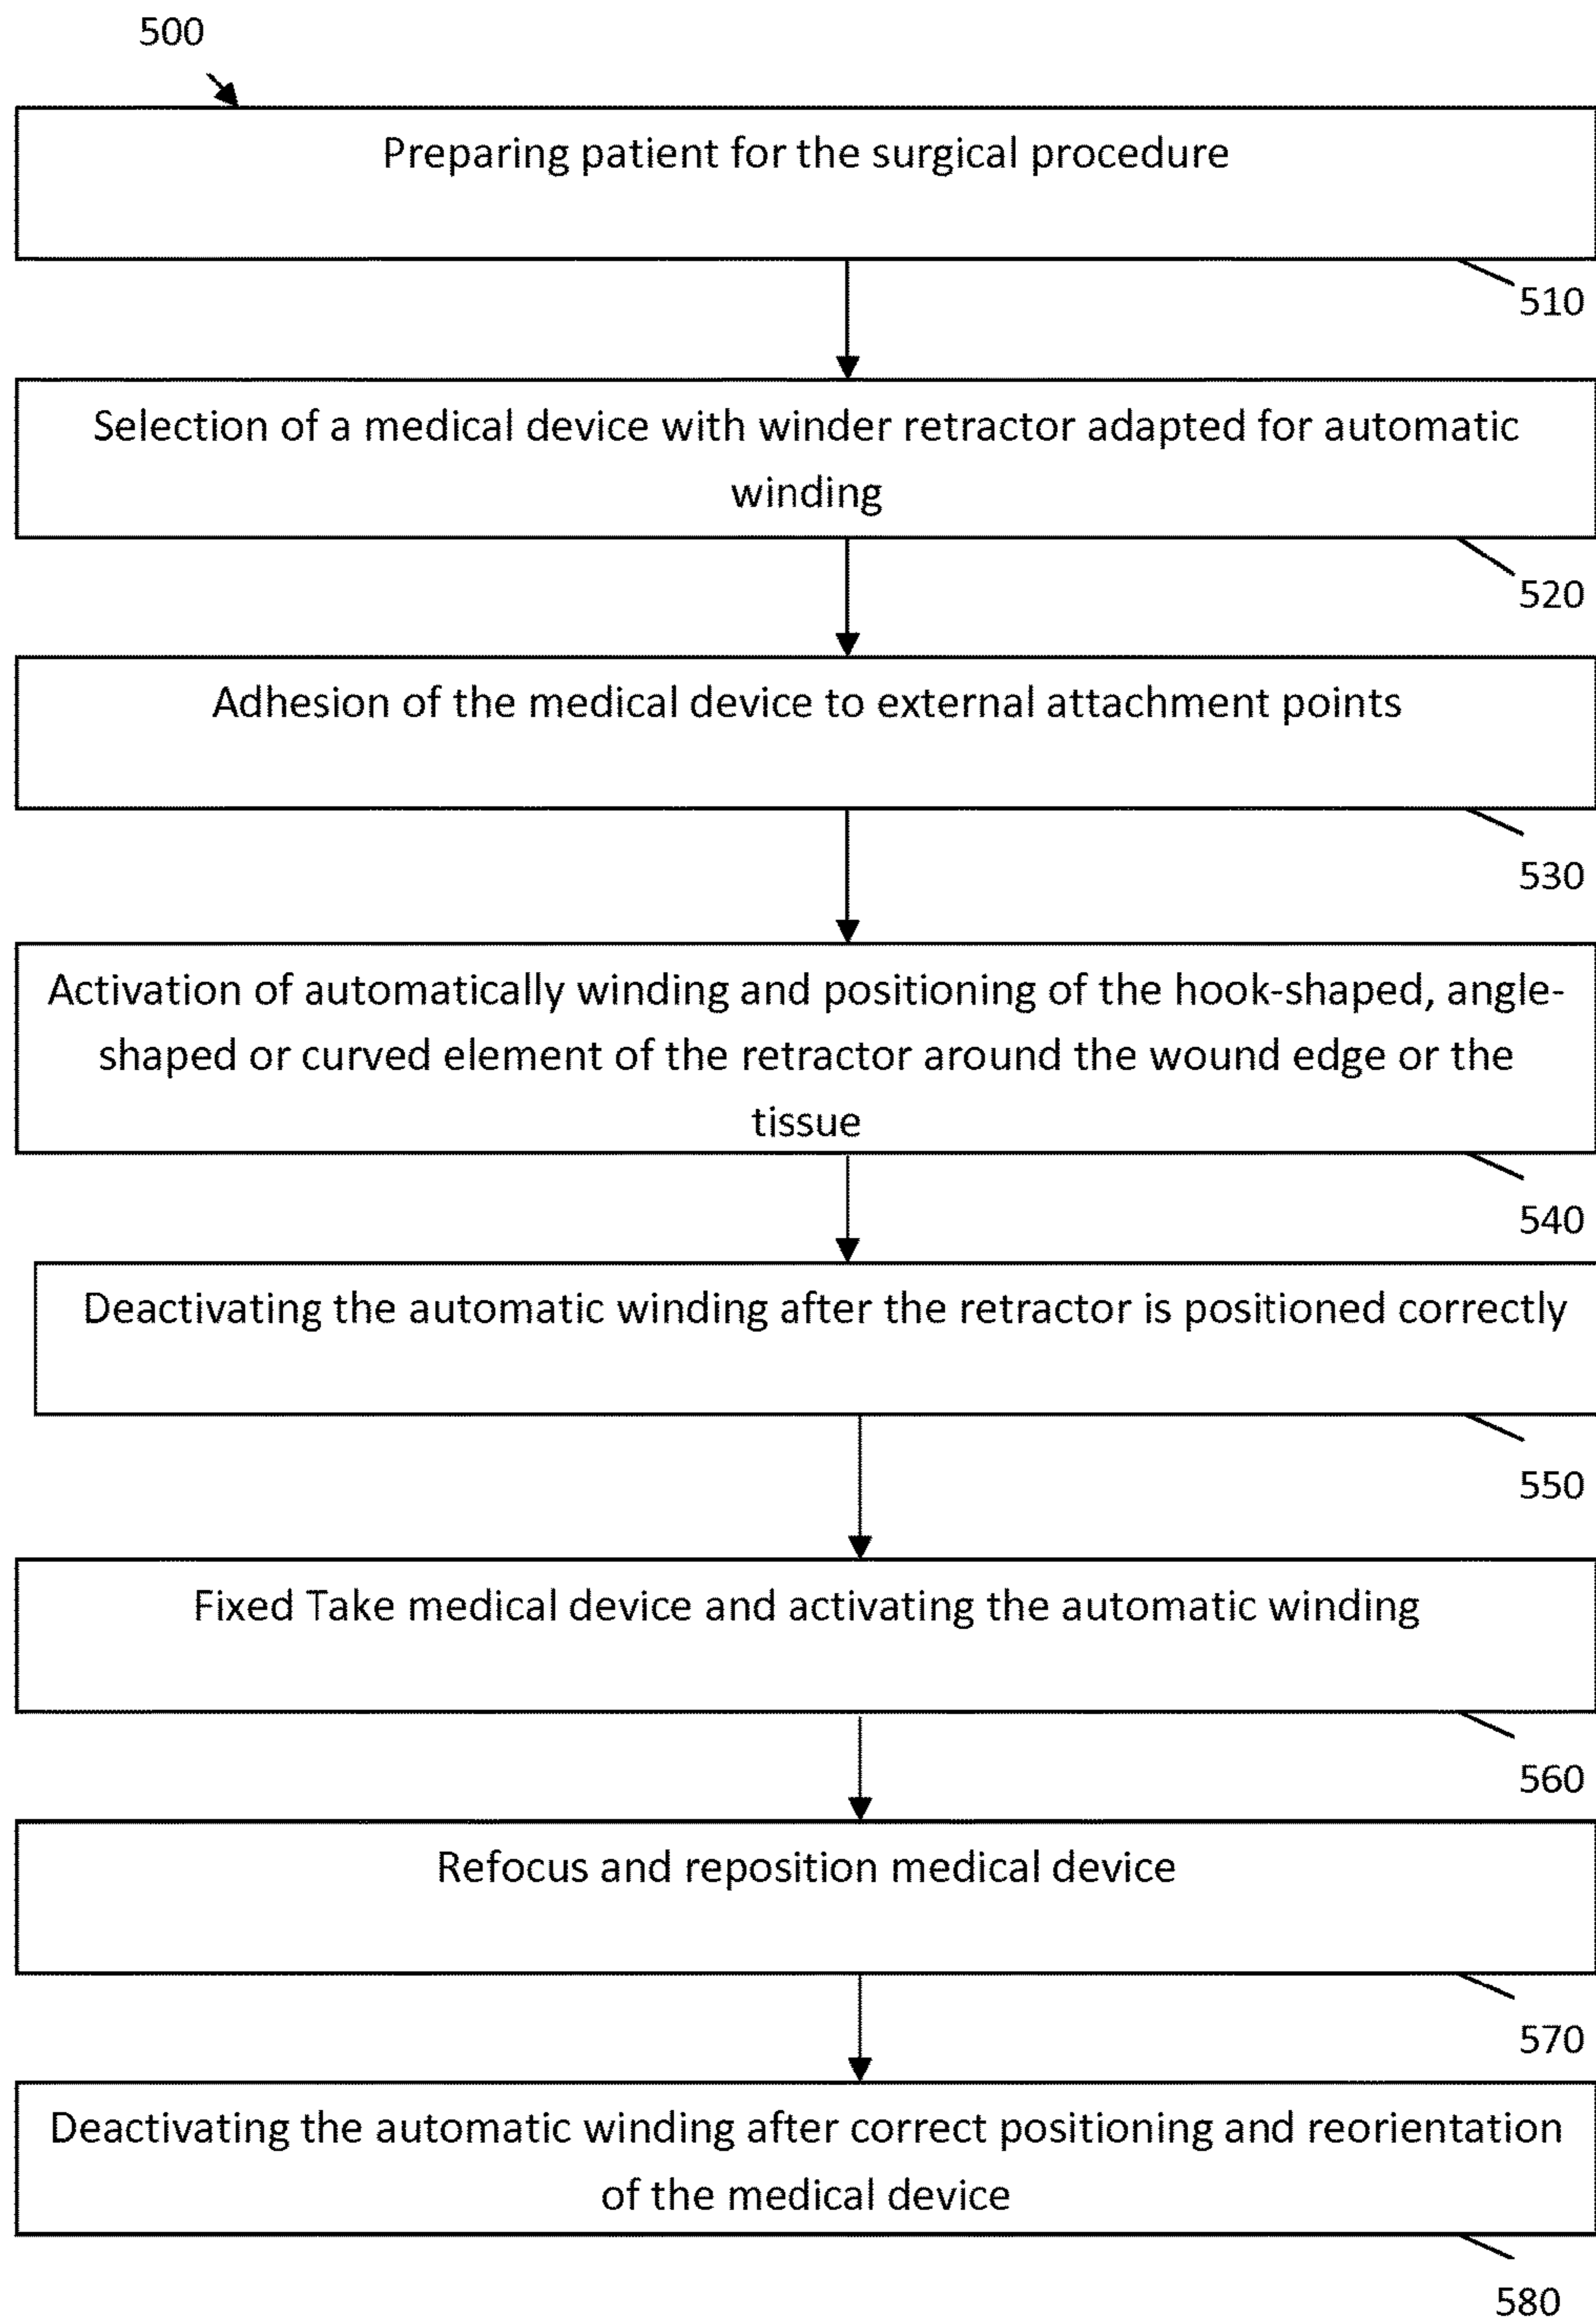 500
Preparing patient for the surgical procedure
510
Selection of a medical device with winder retractor adapted for automatic
winding
520
Adhesion of the medical device to external attachment points
530
Activation of automatically winding and positioning of the hook-shaped, angle-
shaped or curved element of the retractor around the wound edge or the
tissue
540
Deactivating the automatic winding after the retractor is positioned correctly
550
Fixed Take medical device and activating the automatic winding
560
Refocus and reposition medical device
570
Deactivating the automatic winding after correct positioning and reorientation
of the medical device
580